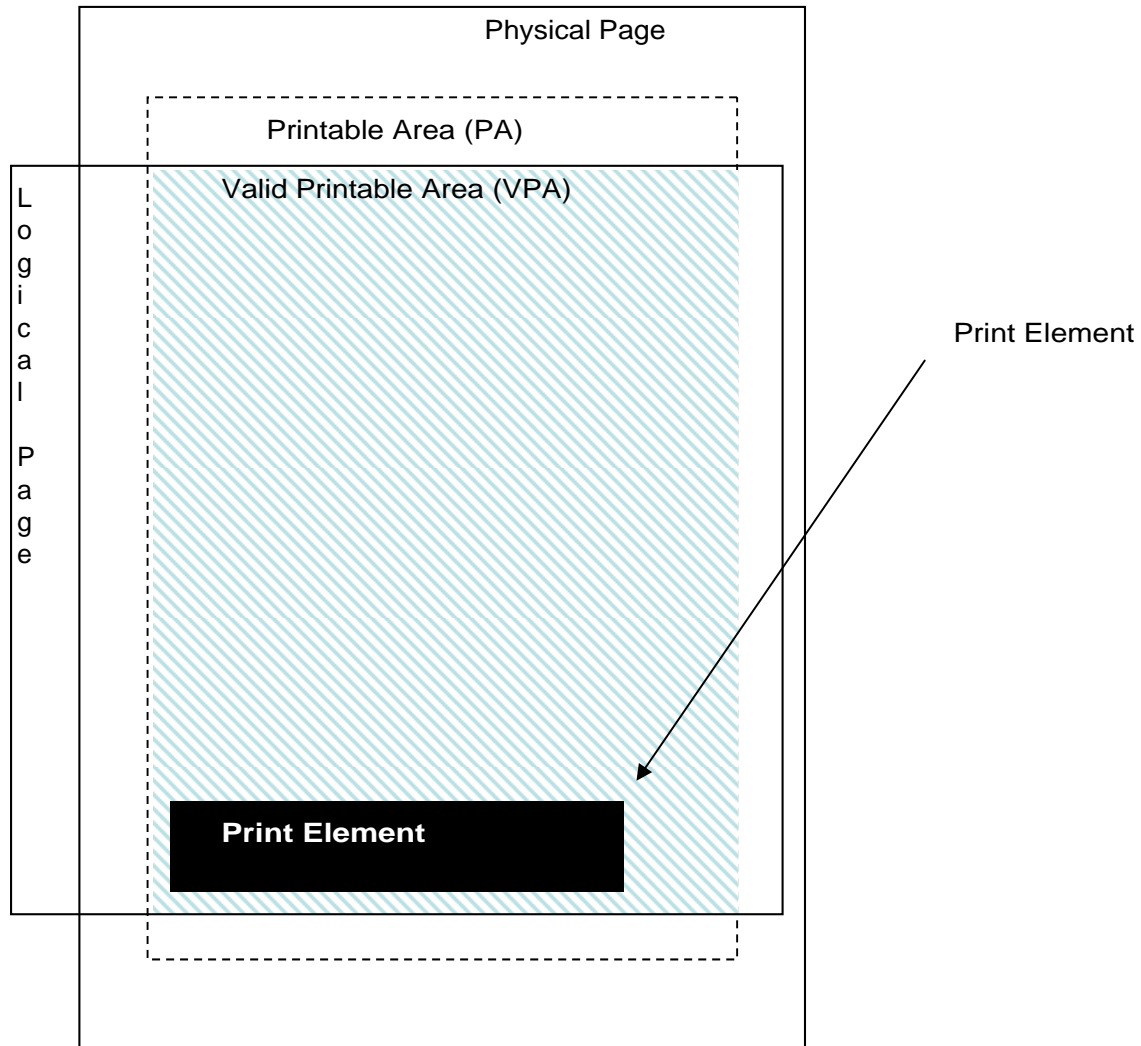 Physical Page
Printable Area (PA)
Valid Printable Area (VPA)
L
o
g
i
c
a
l
P
a
g
e
Print Element
Print Element